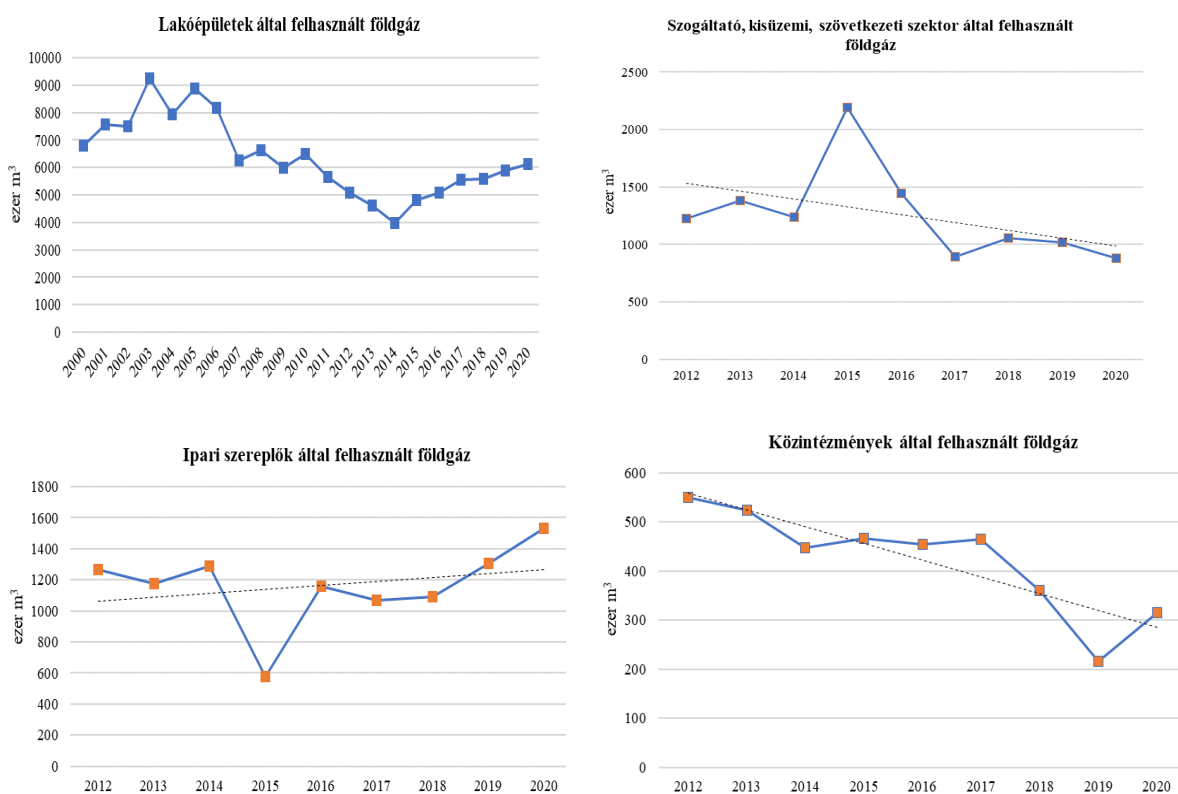 Lakóépületek által felhasznált földgáz
10000
9000
8000
7000
6000
5000
4000
3000
2000
1000
0
ezer m³
2000 2001 2002 2003 2004 2005 2006 2007 2008 2009 2010 2011 2012 2013 2014 2015 2016 2017 2018 2019 2020
Szogáltató, kisüzemi, szövetkezeti szektor által felhasznált
földgáz
2500
2000
1500
1000
500
0
ezer m³
2012 2013 2014 2015 2016 2017 2018 2019 2020
Ipari szereplők által felhasznált földgáz
1800
1600
1400
1200
1000
800
600
400
200
0
ezer m³
2012 2013 2014 2015 2016 2017 2018 2019 2020
Közintézmények által felhasznált földgáz
600
500
400
300
200
100
0
ezer m³
2012 2013 2014 2015 2016 2017 2018 2019 2020